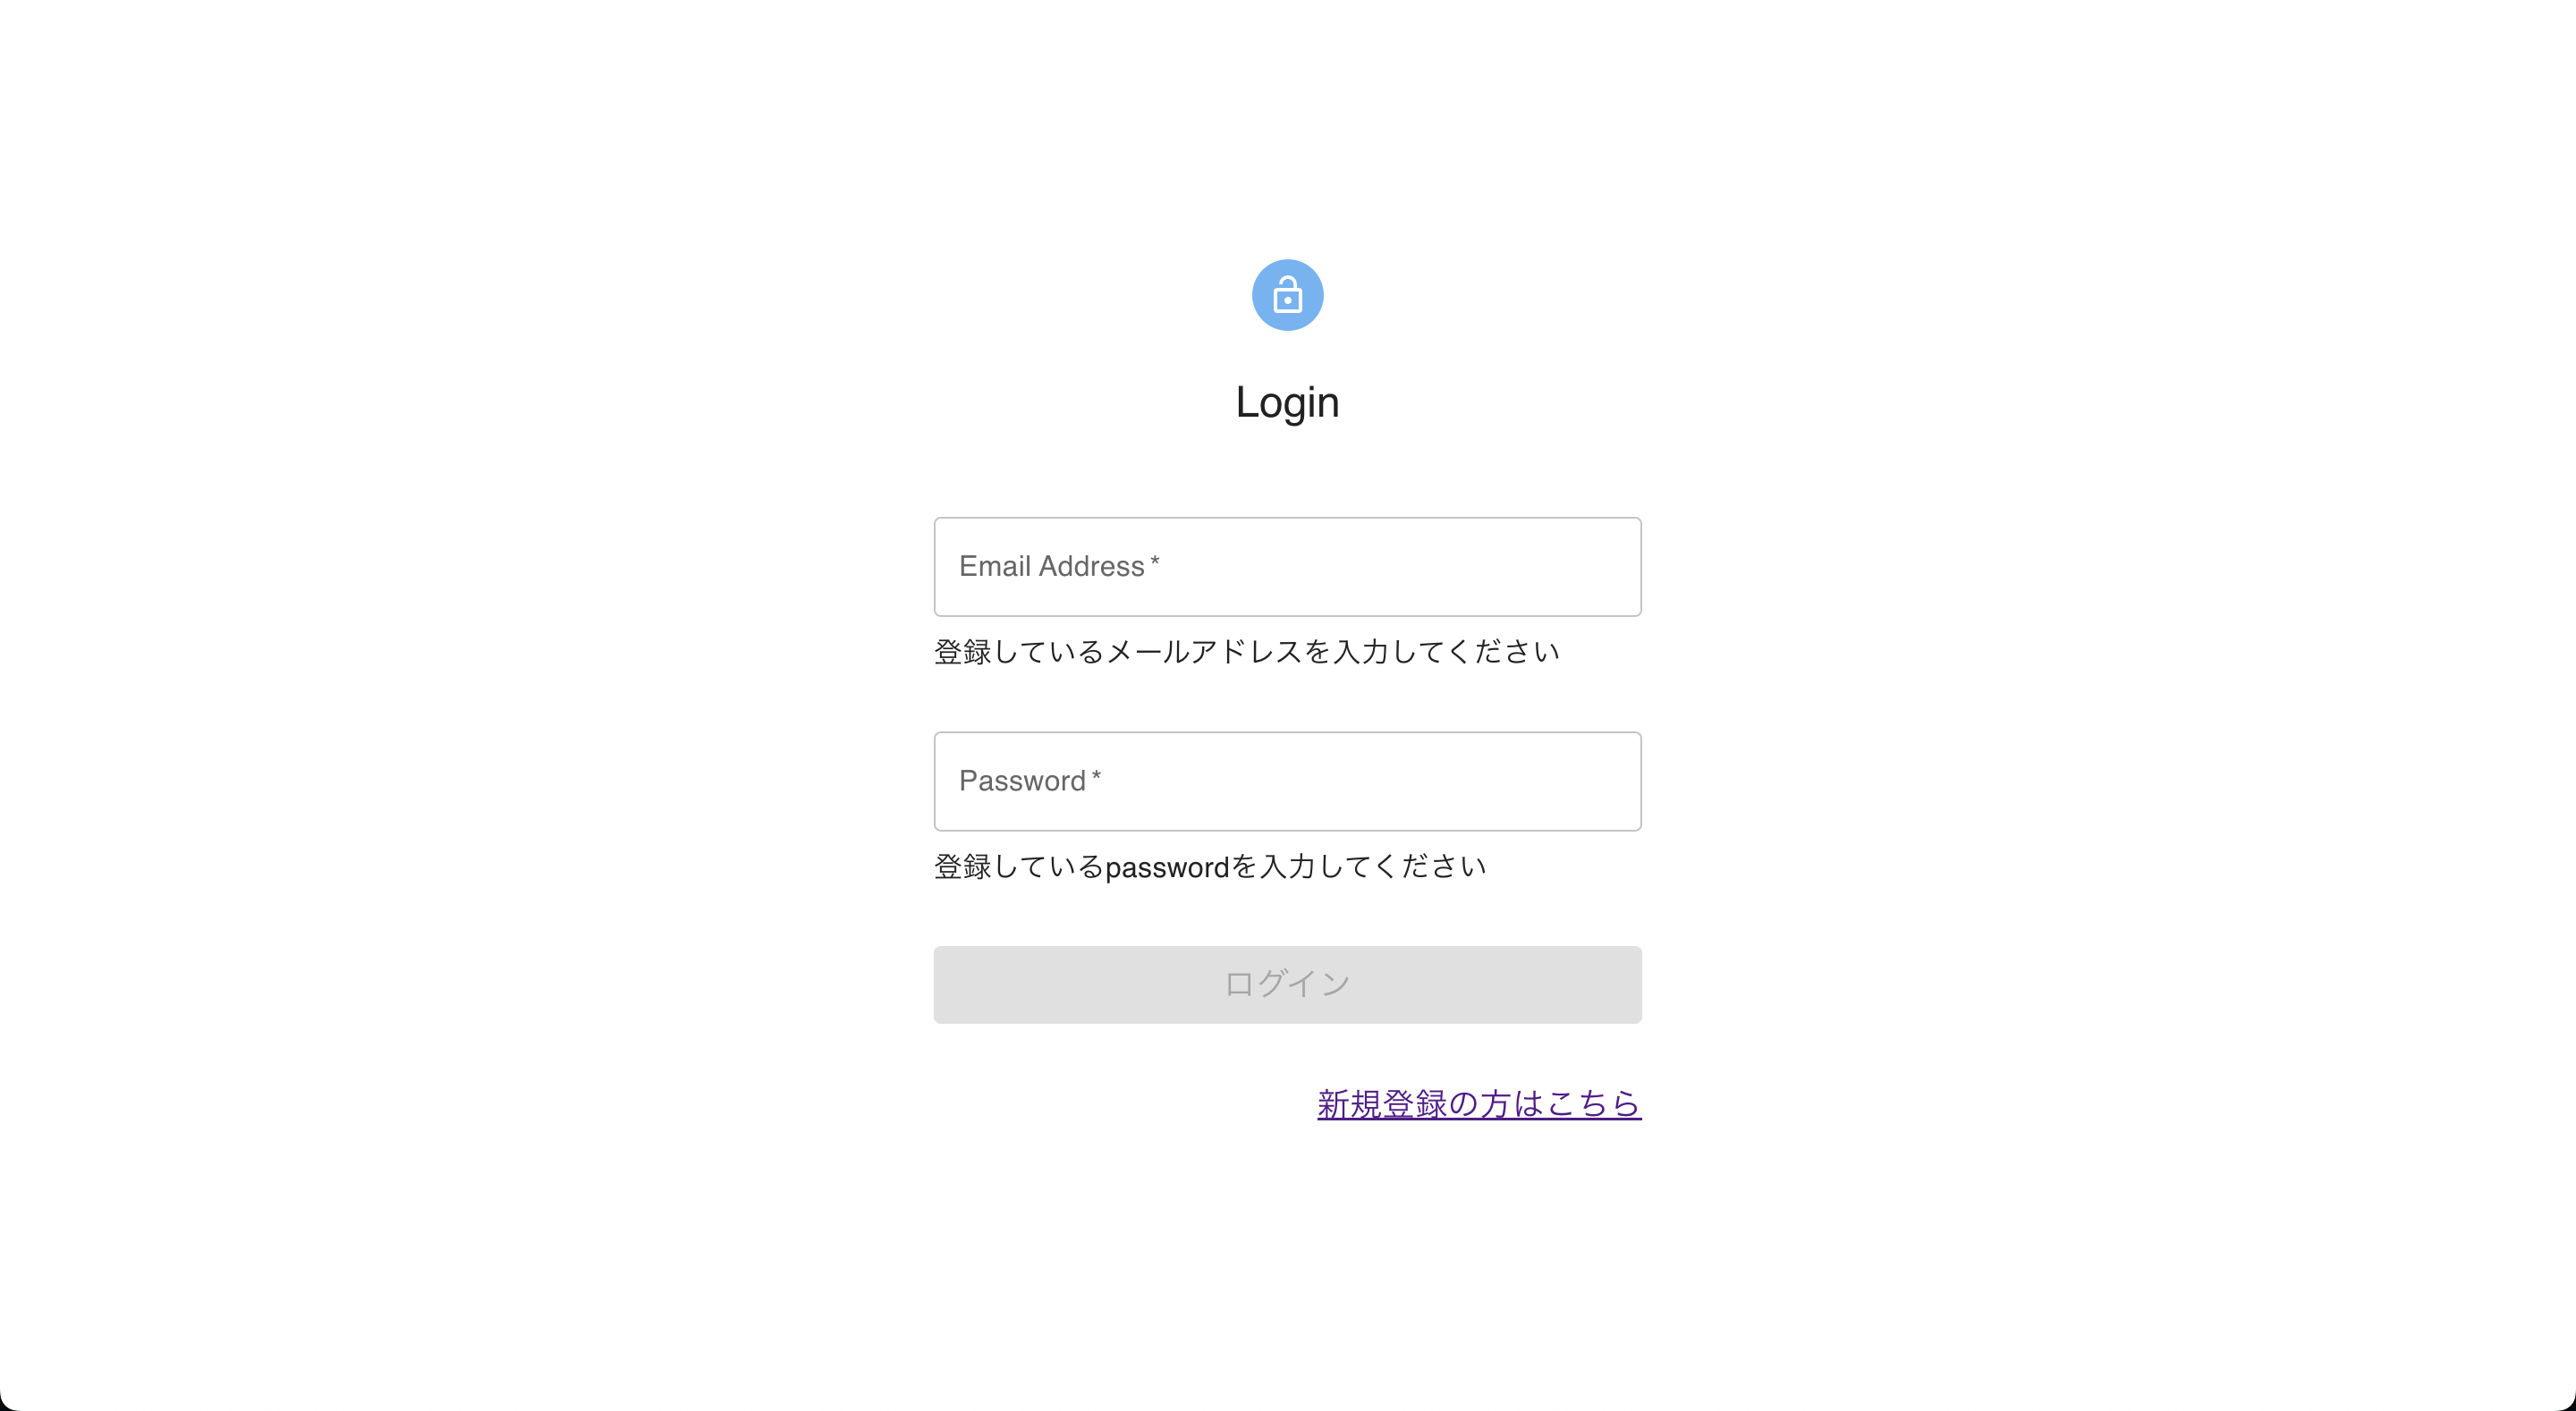 Login
Email Address *
登録しているメールアドレスを入力してください
Password *
登録しているpasswordを入力してください
ログイン
新規登録の方はこちら